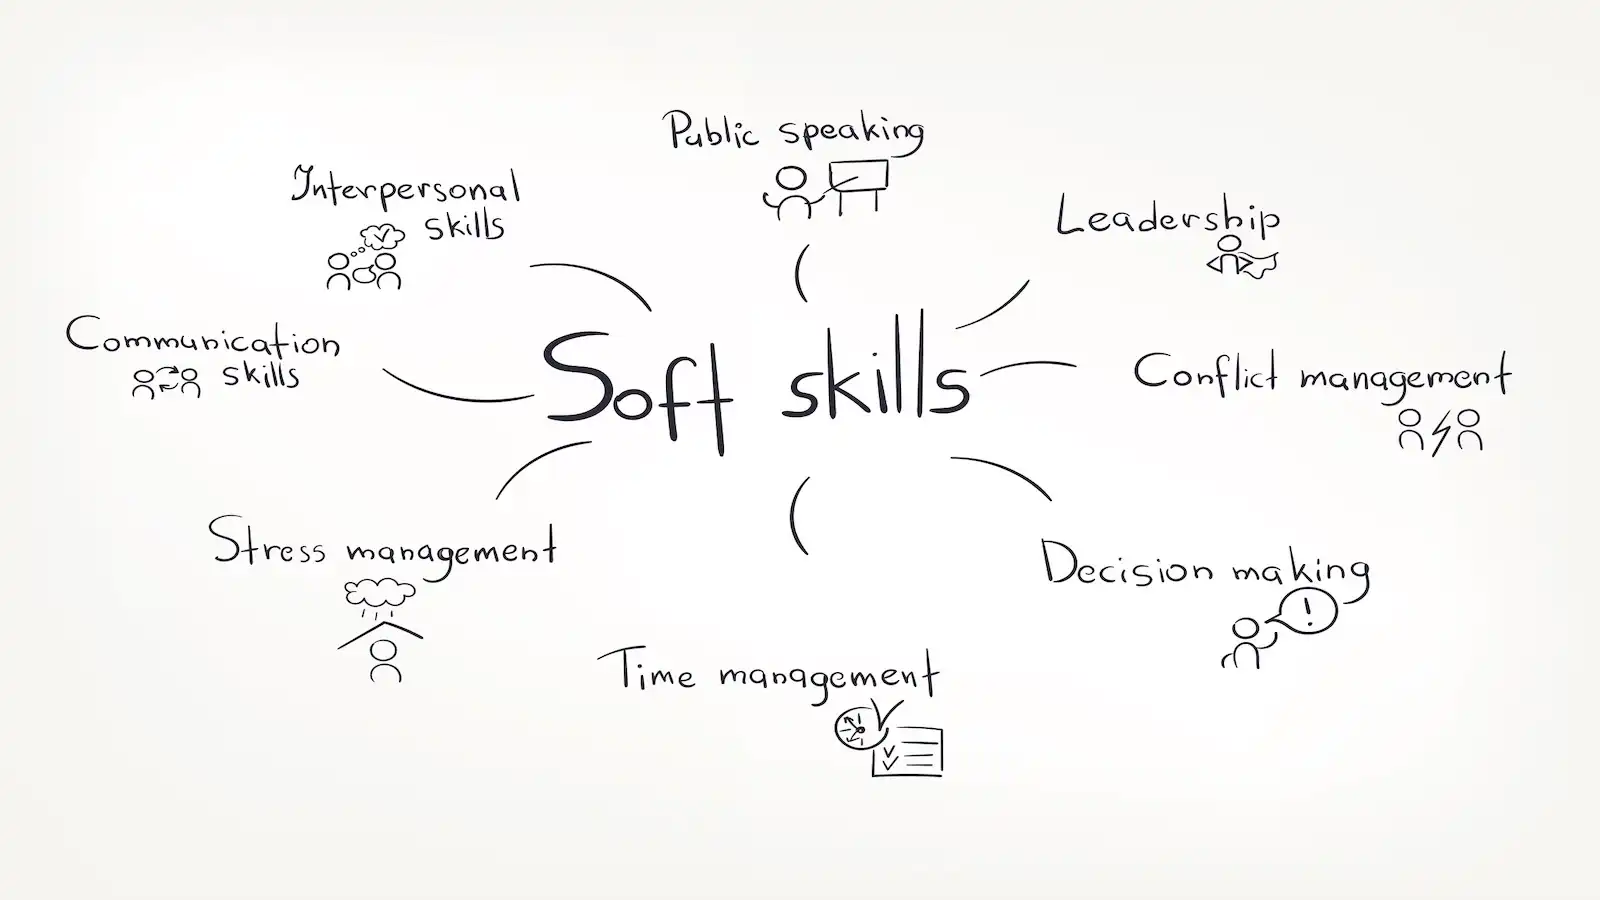 Public speaking
Interpersonal
skills
Leadership
Communication
skills
Soft skills
Conflict management
Stress management
Decision making
!
Time management